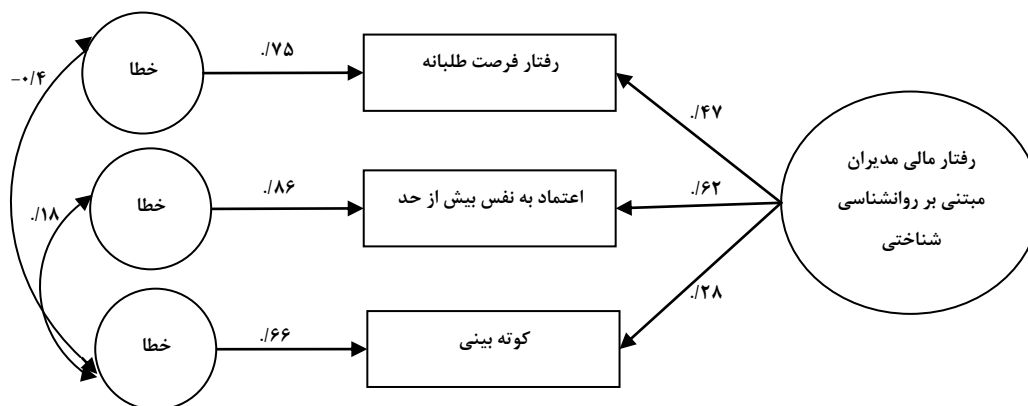 خطا
./۷۵
رفتار فرصت طلبانه
-۰/۴
./۴۷
رفتار مالی مدیران
مبتنی بر روانشناسی
شناختی
خطا
./۸۶
اعتماد به نفس بیش از حد
./۶۲
./۱۸
./۲۸
خطا
./۶۶
کوته بینی